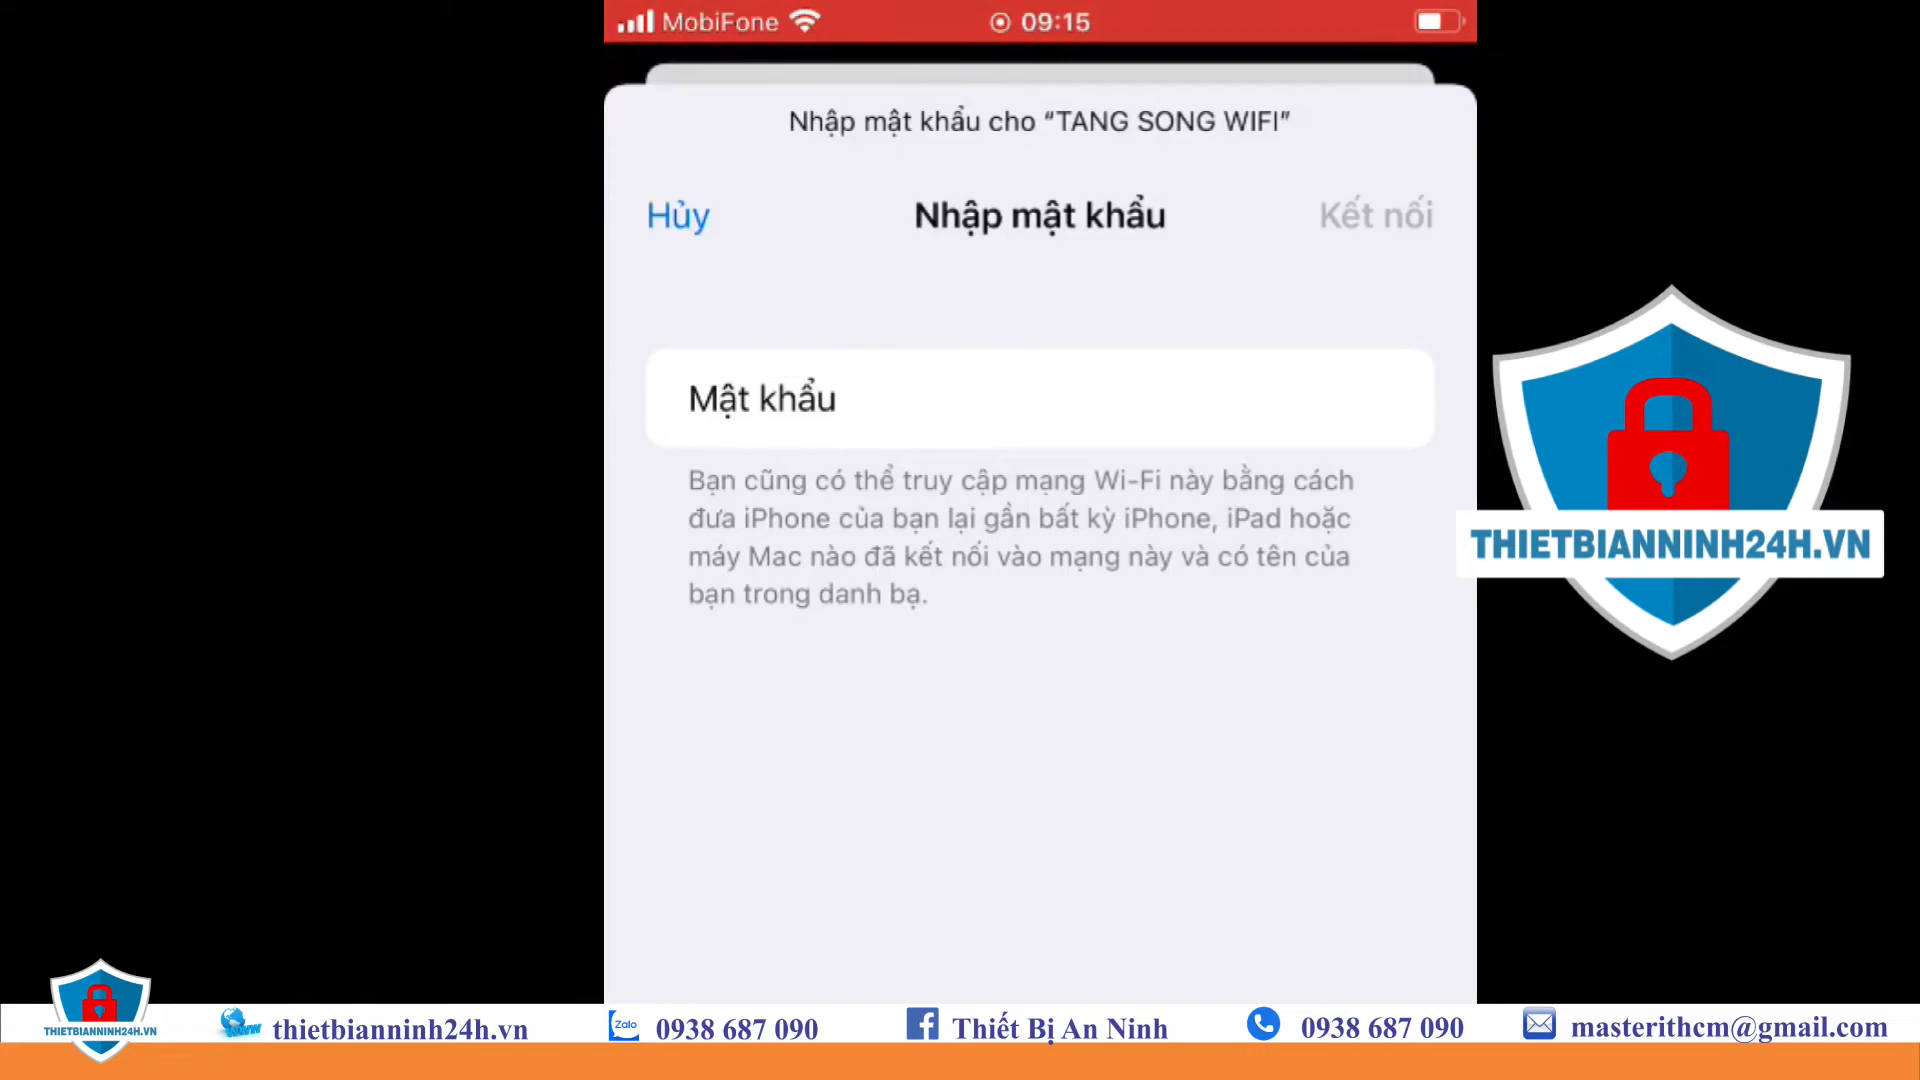 MobiFone
09:15
Nhập mật khẩu cho “TANG SONG WIFI”
Hủy
Nhập mật khẩu
Kết nối
Mật khẩu
Bạn cũng có thể truy cập mạng Wi-Fi này bằng cách
đưa iPhone của bạn lại gần bất kỳ iPhone, iPad hoặc
máy Mac nào đã kết nối vào mạng này và có tên của
bạn trong danh bạ.
THIETBIANNINH24H.VN
THIETBIANNINH24H.VN
www
thietbianninh24h.vn
Zalo
0938 687 090
Thiết Bị An Ninh
0938 687 090
masterithcm@gmail.com